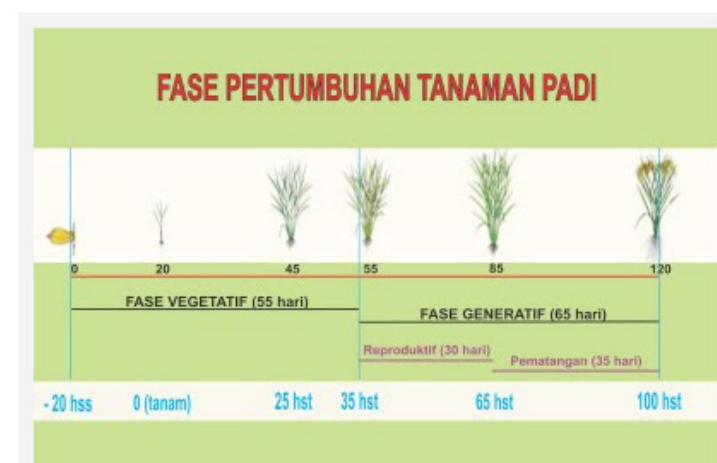 FASE PERTUMBUHAN TANAMAN PADI
0 20 45 55 85 120
FASE VEGETATIF (55 hari)
FASE GENERATIF (65 hari)
Reproduktif (30 hari)
Pematangan (35 hari)
- 20 hss 0 (tanam) 25 hst 35 hst 65 hst 100 hst